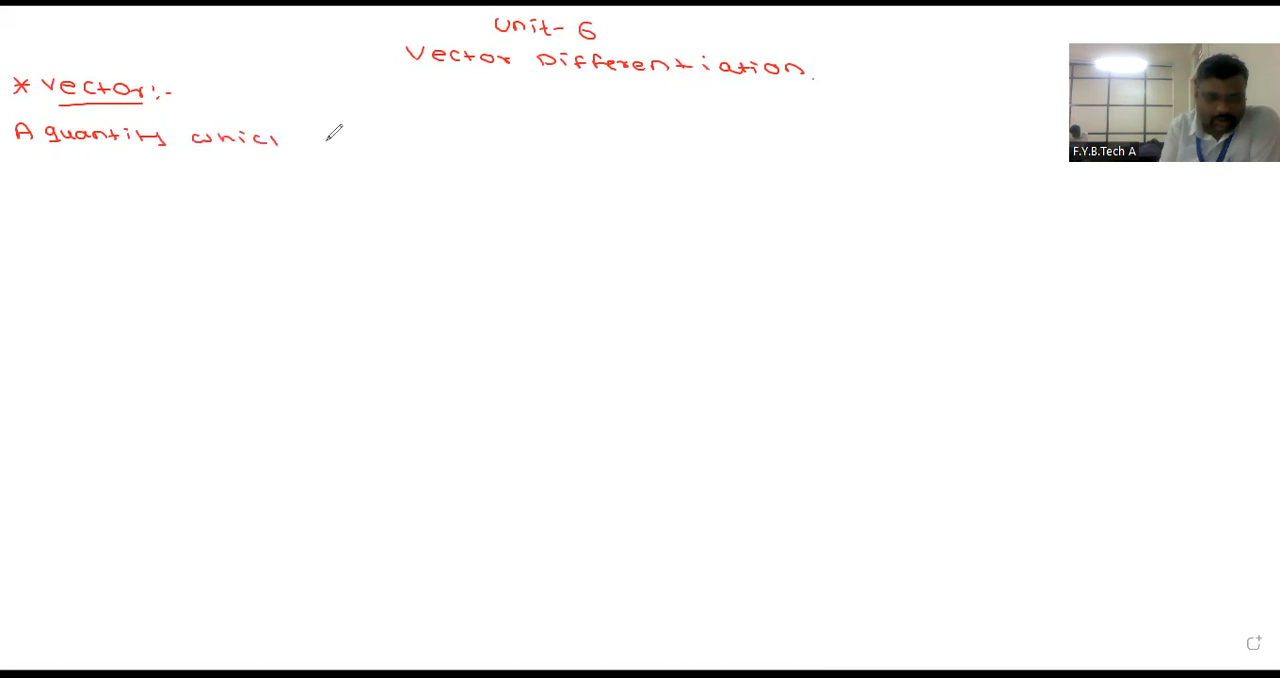 Unit- 6
Vector Differentiation.
* Vector:-
A quantity which
F.Y.B.Tech A